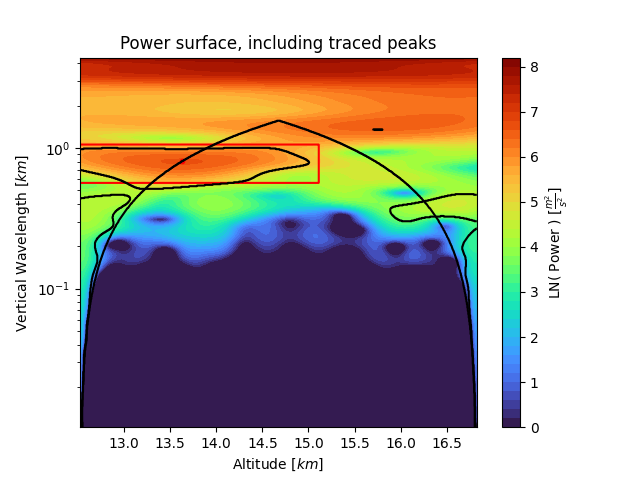 Power surface, including traced peaks
Vertical Wavelength [km]
10⁰
10⁻¹
13.0 13.5 14.0 14.5 15.0 15.5 16.0 16.5
Altitude [km]
8
7
6
5
4
3
2
1
0
LN( Power ) [m²/s²]